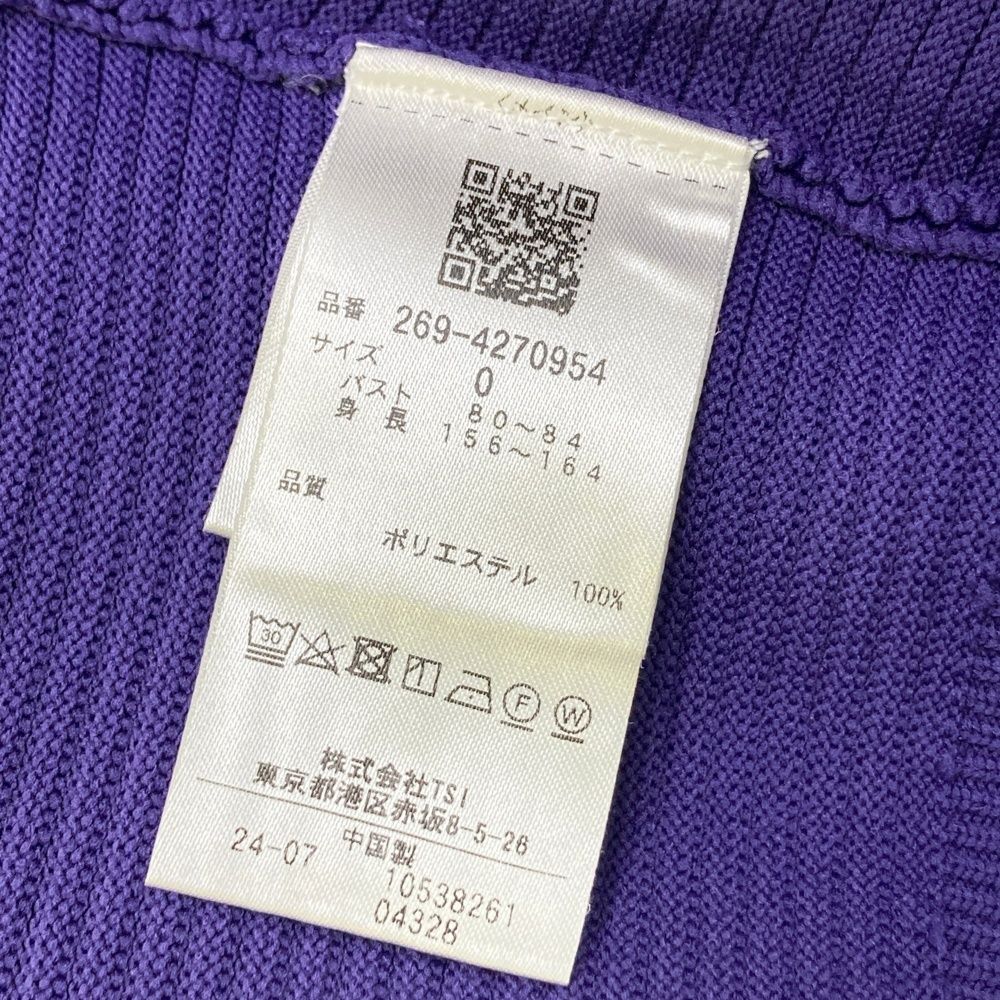 品番 269-4270954
サイズ 0
バスト 80～84
身長 156～164
品質
ポリエステル 100%
30
F W
株式会社TSI
東京都港区赤坂8-5-26
24-07 中国製
10538261
04328